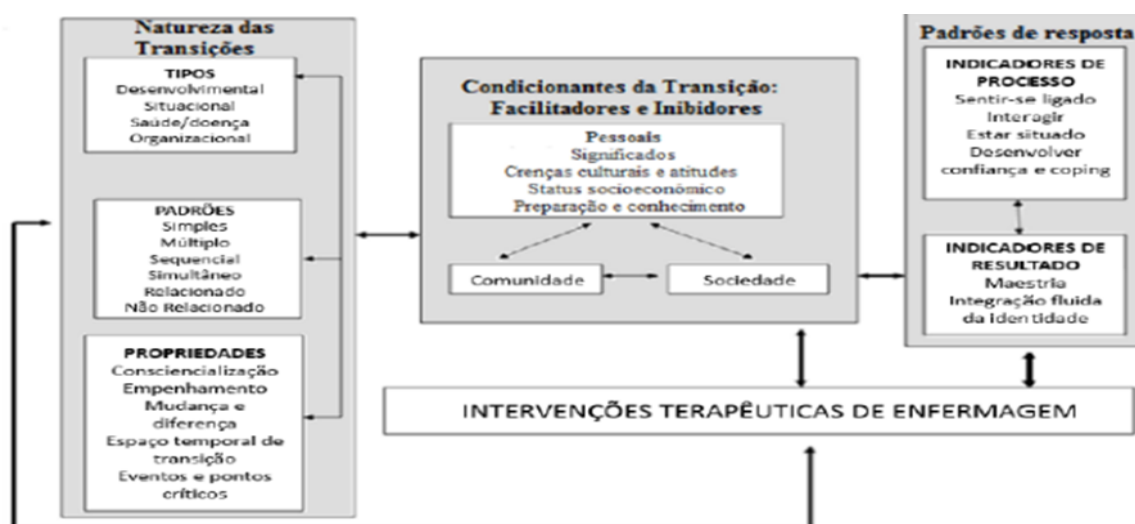 Natureza das
Transições
TIPOS
Desenvolvimental
Situacional
Saúde/doença
Organizacional
PADRÕES
Simples
Múltiplo
Sequencial
Simultâneo
Relacionado
Não Relacionado
PROPRIEDADES
Consciencialização
Empenhamento
Mudança e
diferença
Espaço temporal de
transição
Eventos e pontos
críticos
Condicionantes da Transição:
Facilitadores e Inibidores
Pessoais
Significados
Crenças culturais e atitudes
Status socioeconómico
Preparação e conhecimento
Comunidade
Sociedade
Padrões de resposta
INDICADORES DE
PROCESSO
Sentir-se ligado
Interagir
Estar situado
Desenvolver
confiança e coping
INDICADORES DE
RESULTADO
Maestria
Integração fluida
da identidade
INTERVENÇÕES TERAPÊUTICAS DE ENFERMAGEM